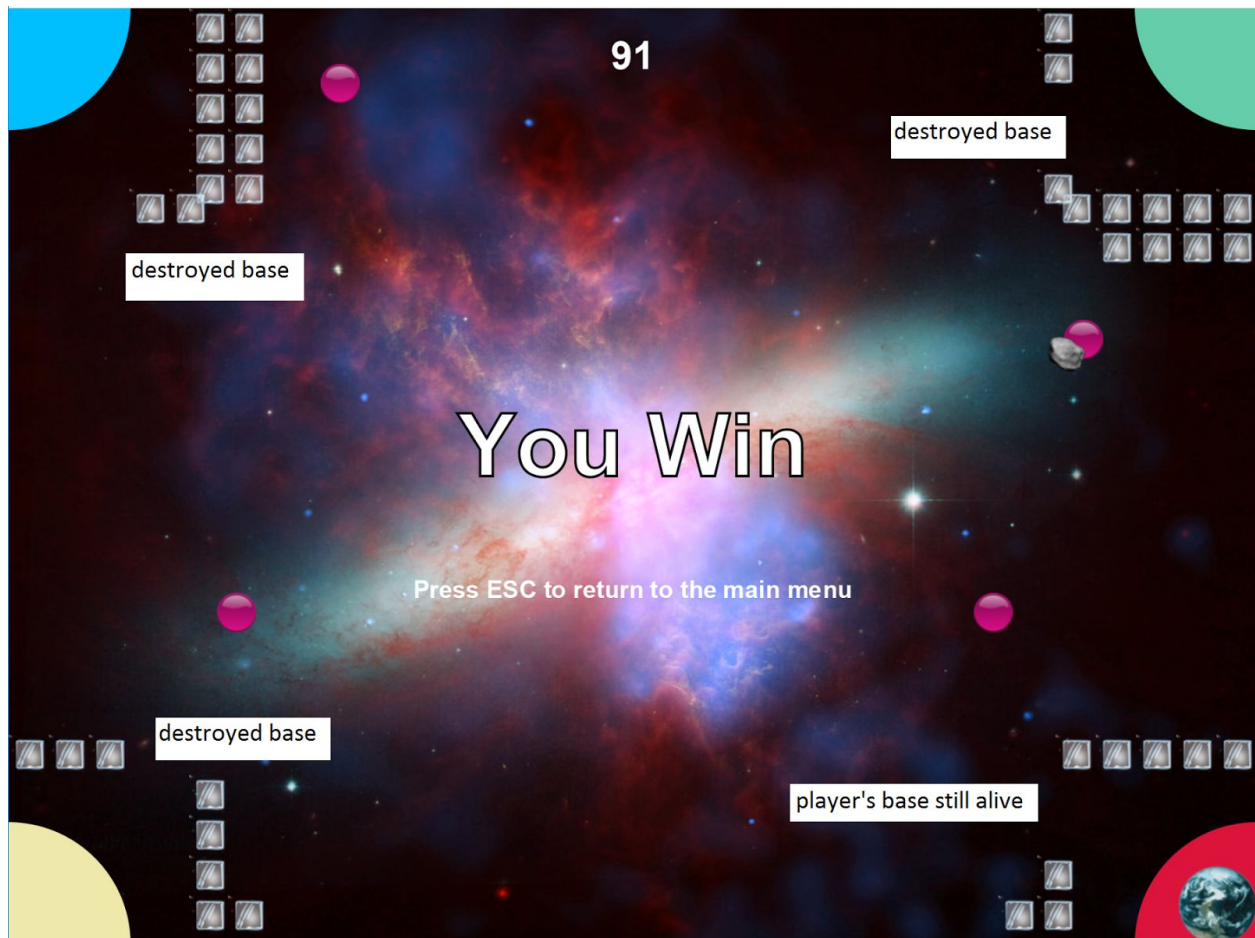 91
destroyed base
destroyed base
You Win
Press ESC to return to the main menu
destroyed base
player's base still alive